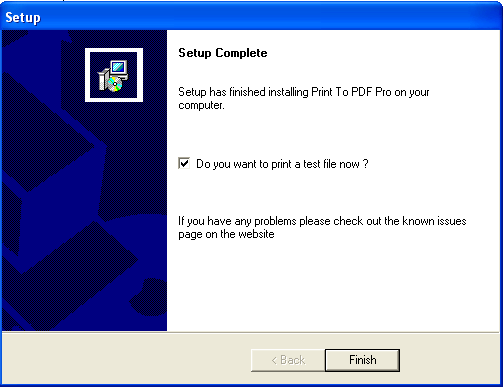 Setup
Setup Complete
Setup has finished installing Print To PDF Pro on your
computer.
Do you want to print a test file now ?
If you have any problems please check out the known issues
page on the website
< Back
Finish